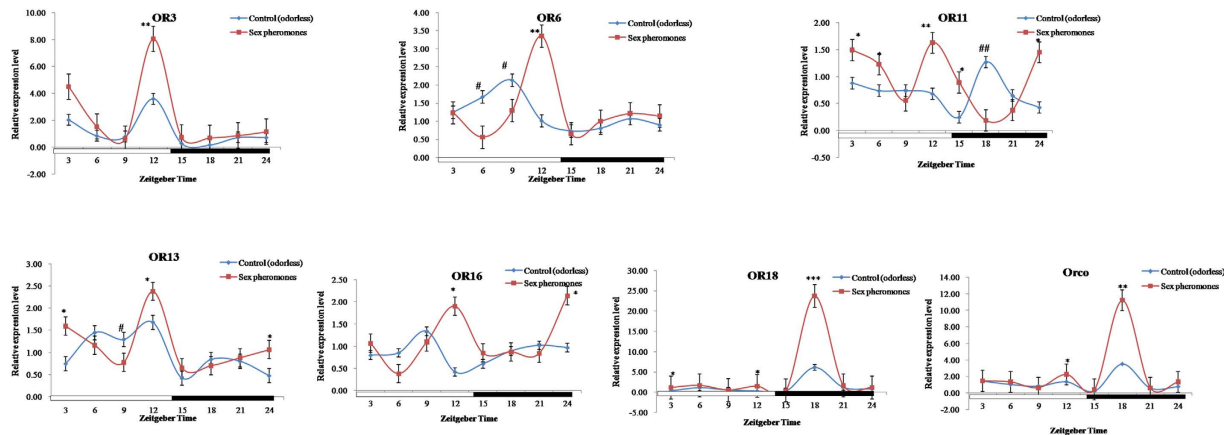 OR3
Control (odorless)
Sex pheromones
Relative expression level
10.00
8.00
6.00
4.00
2.00
0.00
-2.00
**
3 6 9 12 15 18 21 24
Zeitgeber Time
OR6
Control (odorless)
Sex pheromones
Relative expression level
4.00
3.50
3.00
2.50
2.00
1.50
1.00
0.50
0.00
# # **
3 6 9 12 15 18 21 24
Zeitgeber Time
OR11
Control (odorless)
Sex pheromones
Relative expression level
2.00
1.50
1.00
0.50
0.00
-0.50
* * ** * ## *
3 6 9 12 15 18 21 24
Zeitgeber Time
OR13
Control (odorless)
Sex pheromones
Relative expression level
3.00
2.50
2.00
1.50
1.00
0.50
0.00
* # * *
3 6 9 12 15 18 21 24
Zeitgeber Time
OR16
Control (odorless)
Sex pheromones
Relative expression level
2.50
2.00
1.50
1.00
0.50
0.00
* *
3 6 9 12 15 18 21 24
Zeitgeber Time
OR18
Control (odorless)
Sex pheromones
Relative expression level
30.00
25.00
20.00
15.00
10.00
5.00
0.00
-5.00
* * ***
3 6 9 12 15 18 21 24
Zeitgeber Time
Orco
Control (odorless)
Sex pheromones
Relative expression level
14.00
12.00
10.00
8.00
6.00
4.00
2.00
0.00
-2.00
* **
3 6 9 12 15 18 21 24
Zeitgeber Time